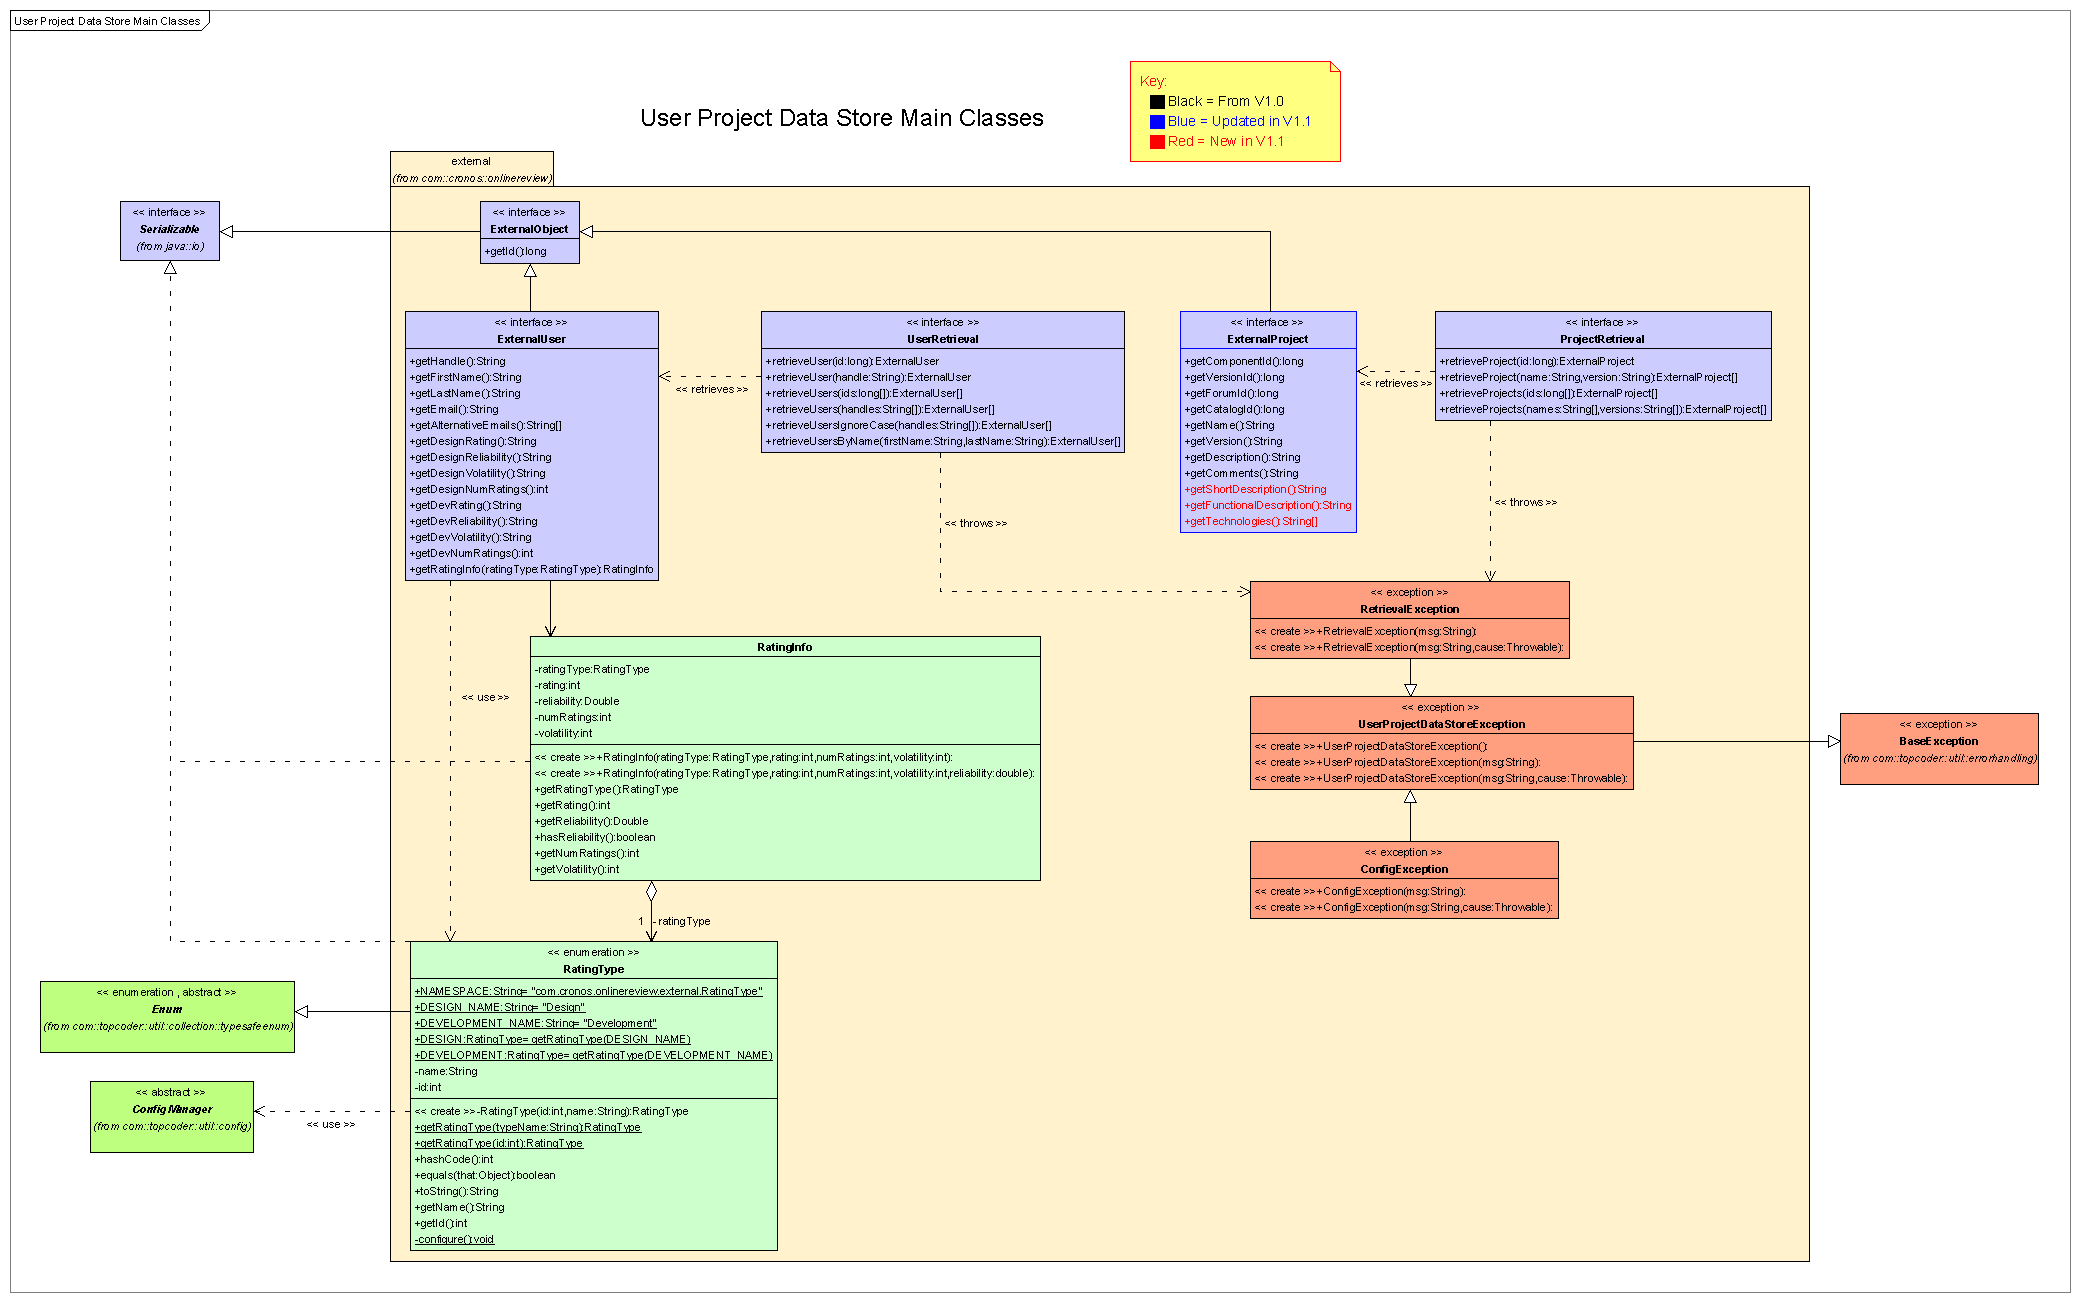 User Project Data Store Main Classes
Key:
Black = From V1.0
Blue = Updated in V1.1
Red = New in V1.1
User Project Data Store Main Classes
external
(from com::cronos::onlinereview)
<< interface >>
Serializable
(from java::io)
<< interface >>
ExternalObject
+getId():long
<< interface >>
ExternalUser
+getHandle():String
+getFirstName():String
+getLastName():String
+getEmail():String
+getAlternativeEmails():String[]
+getDesignRating():String
+getDesignReliability():String
+getDesignVolatility():String
+getDesignNumRatings():int
+getDevRating():String
+getDevReliability():String
+getDevVolatility():String
+getDevNumRatings():int
+getRatingInfo(ratingType:RatingType):RatingInfo
<< retrieves >>
<< interface >>
UserRetrieval
+retrieveUser(id:long):ExternalUser
+retrieveUser(handle:String):ExternalUser
+retrieveUsers(ids:long[]):ExternalUser[]
+retrieveUsers(handles:String[]):ExternalUser[]
+retrieveUsersIgnoreCase(handles:String[]):ExternalUser[]
+retrieveUsersByName(firstName:String,lastName:String):ExternalUser[]
<< interface >>
ExternalProject
+getComponentId():long
+getVersionId():long
+getForumId():long
+getCatalogId():long
+getName():String
+getVersion():String
+getDescription():String
+getComments():String
+getShortDescription():String
+getFunctionalDescription():String
+getTechnologies():String[]
<< retrieves >>
<< interface >>
ProjectRetrieval
+retrieveProject(id:long):ExternalProject
+retrieveProject(name:String,version:String):ExternalProject[]
+retrieveProjects(ids:long[]):ExternalProject[]
+retrieveProjects(names:String[],versions:String[]):ExternalProject[]
<< throws >>
<< throws >>
<< exception >>
RetrievalException
<< create >>+RetrievalException(msg:String):
<< create >>+RetrievalException(msg:String,cause:Throwable):
<< use >>
RatingInfo
-ratingType:RatingType
-rating:int
-reliability:Double
-numRatings:int
-volatility:int
<< create >>+RatingInfo(ratingType:RatingType,rating:int,numRatings:int,volatility:int):
<< create >>+RatingInfo(ratingType:RatingType,rating:int,numRatings:int,volatility:int,reliability:double):
+getRatingType():RatingType
+getRating():int
+getReliability():Double
+hasReliability():boolean
+getNumRatings():int
+getVolatility():int
<< exception >>
UserProjectDataStoreException
<< create >>+UserProjectDataStoreException():
<< create >>+UserProjectDataStoreException(msg:String):
<< create >>+UserProjectDataStoreException(msg:String,cause:Throwable):
<< exception >>
BaseException
(from com::topcoder::util::errorhandling)
<< exception >>
ConfigException
<< create >>+ConfigException(msg:String):
<< create >>+ConfigException(msg:String,cause:Throwable):
1 -ratingType
<< enumeration >>
RatingType
+NAMESPACE:String= "com.cronos.onlinereview.external.RatingType"
+DESIGN_NAME:String= "Design"
+DEVELOPMENT_NAME:String= "Development"
+DESIGN:RatingType= getRatingType(DESIGN_NAME)
+DEVELOPMENT:RatingType= getRatingType(DEVELOPMENT_NAME)
-name:String
-id:int
<< create >>-RatingType(id:int,name:String):RatingType
+getRatingType(typeName:String):RatingType
+getRatingType(id:int):RatingType
+hashCode():int
+equals(that:Object):boolean
+toString():String
+getName():String
+getId():int
-configure():void
<< enumeration , abstract >>
Enum
(from com::topcoder::util::collection::typesafeenum)
<< abstract >>
ConfigManager
(from com::topcoder::util::config)
<< use >>